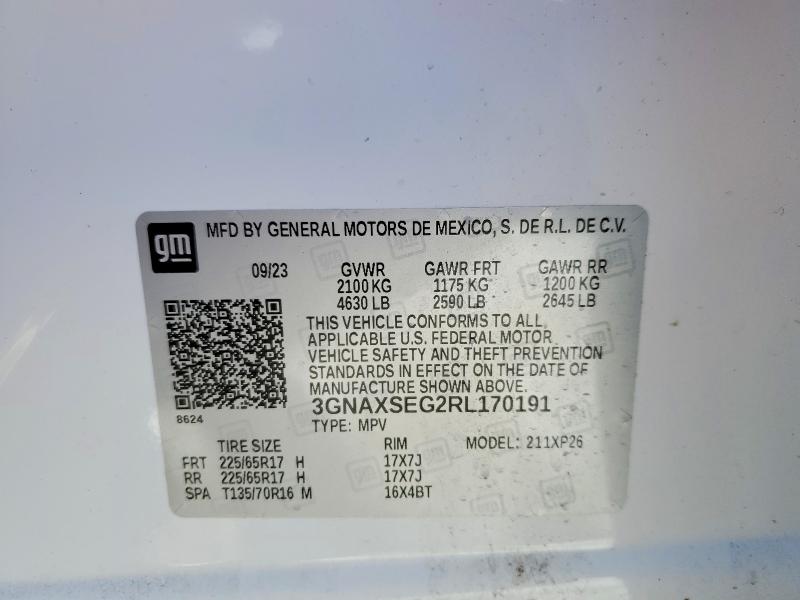 gm MFD BY GENERAL MOTORS DE MEXICO, S. DE R.L. DE C.V.
09/23 GVWR GAWR FRT GAWR RR
2100 KG 1175 KG 1200 KG
4630 LB 2590 LB 2645 LB
THIS VEHICLE CONFORMS TO ALL
APPLICABLE U.S. FEDERAL MOTOR
VEHICLE SAFETY AND THEFT PREVENTION
STANDARDS IN EFFECT ON THE DATE OF
MANUFACTURE SHOWN ABOVE.
8624
3GNAXSEG2RL170191
TYPE: MPV
TIRE SIZE RIM MODEL: 211XP26
FRT 225/65R17 H 17X7J
RR 225/65R17 H 17X7J
SPA T135/70R16 M 16X4BT